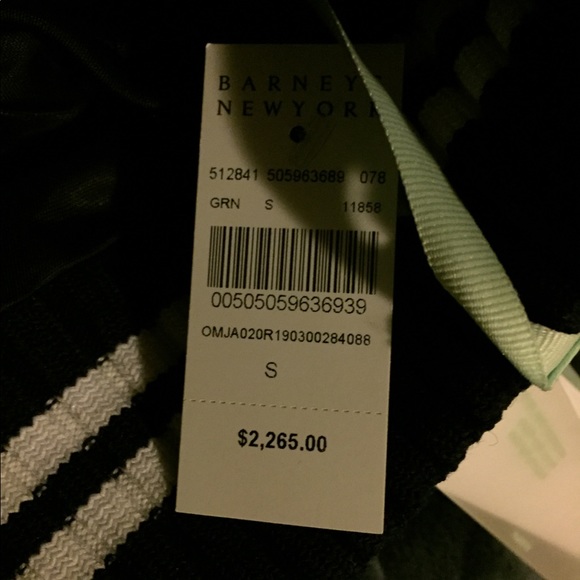 BARNEYS
NEW YORK
512841 505963689 078
GRN S 11858
00505059636939
OMJA020R190300284088
S
$2,265.00